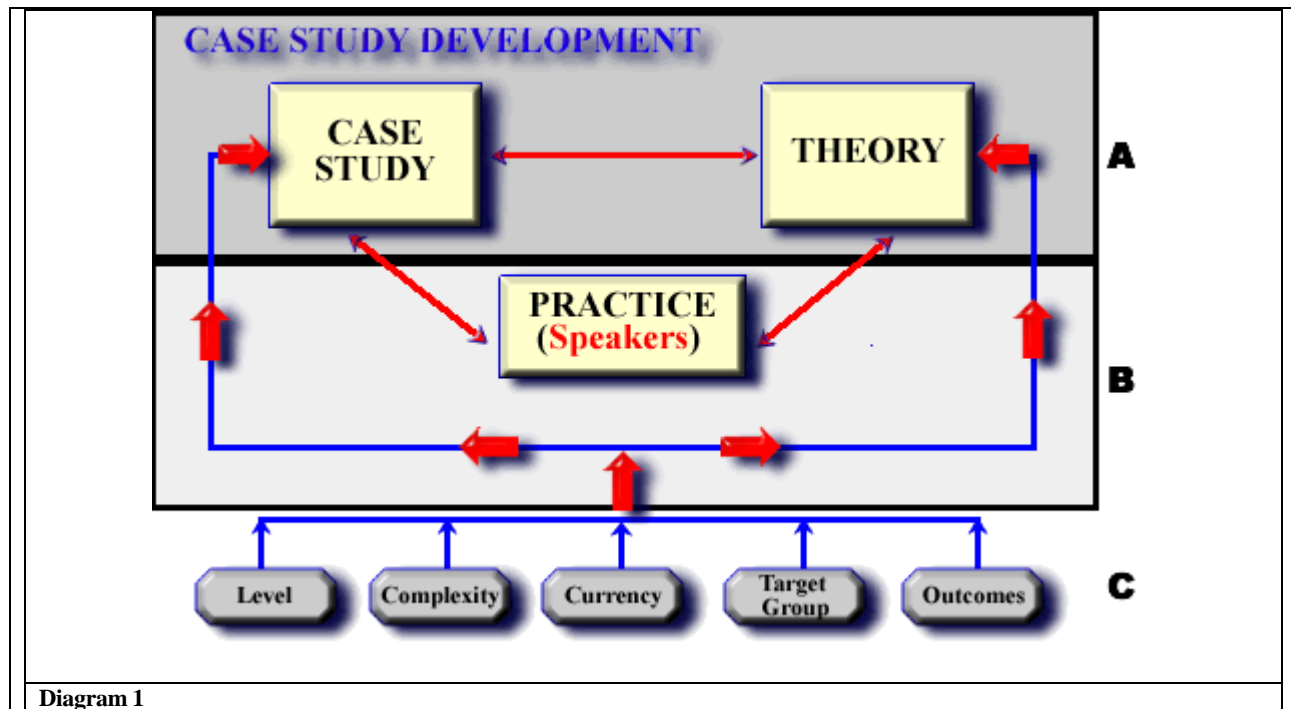 CASE STUDY DEVELOPMENT
CASE
STUDY
THEORY
A
PRACTICE
(Speakers)
B
Level
Complexity
Currency
Target
Group
Outcomes
C
Diagram 1